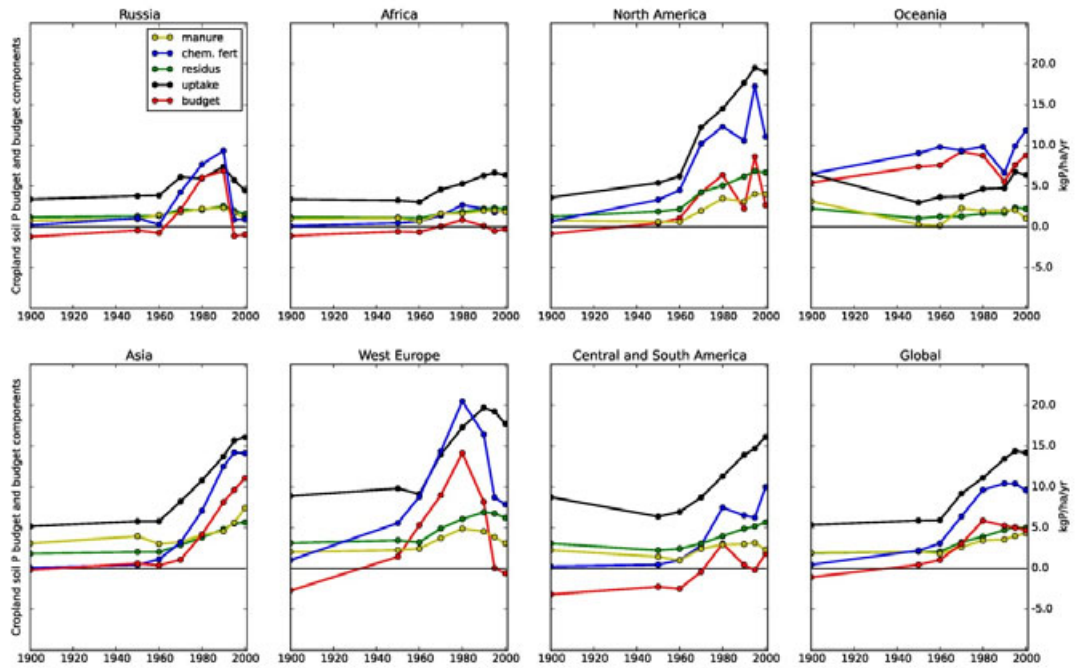 Russia
Africa
North America
Oceania
manure
chem. fert
residus
uptake
budget
Cropland soil P budget and budget components
20.0
15.0
10.0
5.0
0.0
-5.0
kgP/ha/yr
1900 1920 1940 1960 1980 2000
1900 1920 1940 1960 1980 2000
1900 1920 1940 1960 1980 2000
1900 1920 1940 1960 1980 2000
Asia
West Europe
Central and South America
Global
Cropland soil P budget and budget components
20.0
15.0
10.0
5.0
0.0
-5.0
kgP/ha/yr
1900 1920 1940 1960 1980 2000
1900 1920 1940 1960 1980 2000
1900 1920 1940 1960 1980 2000
1900 1920 1940 1960 1980 2000